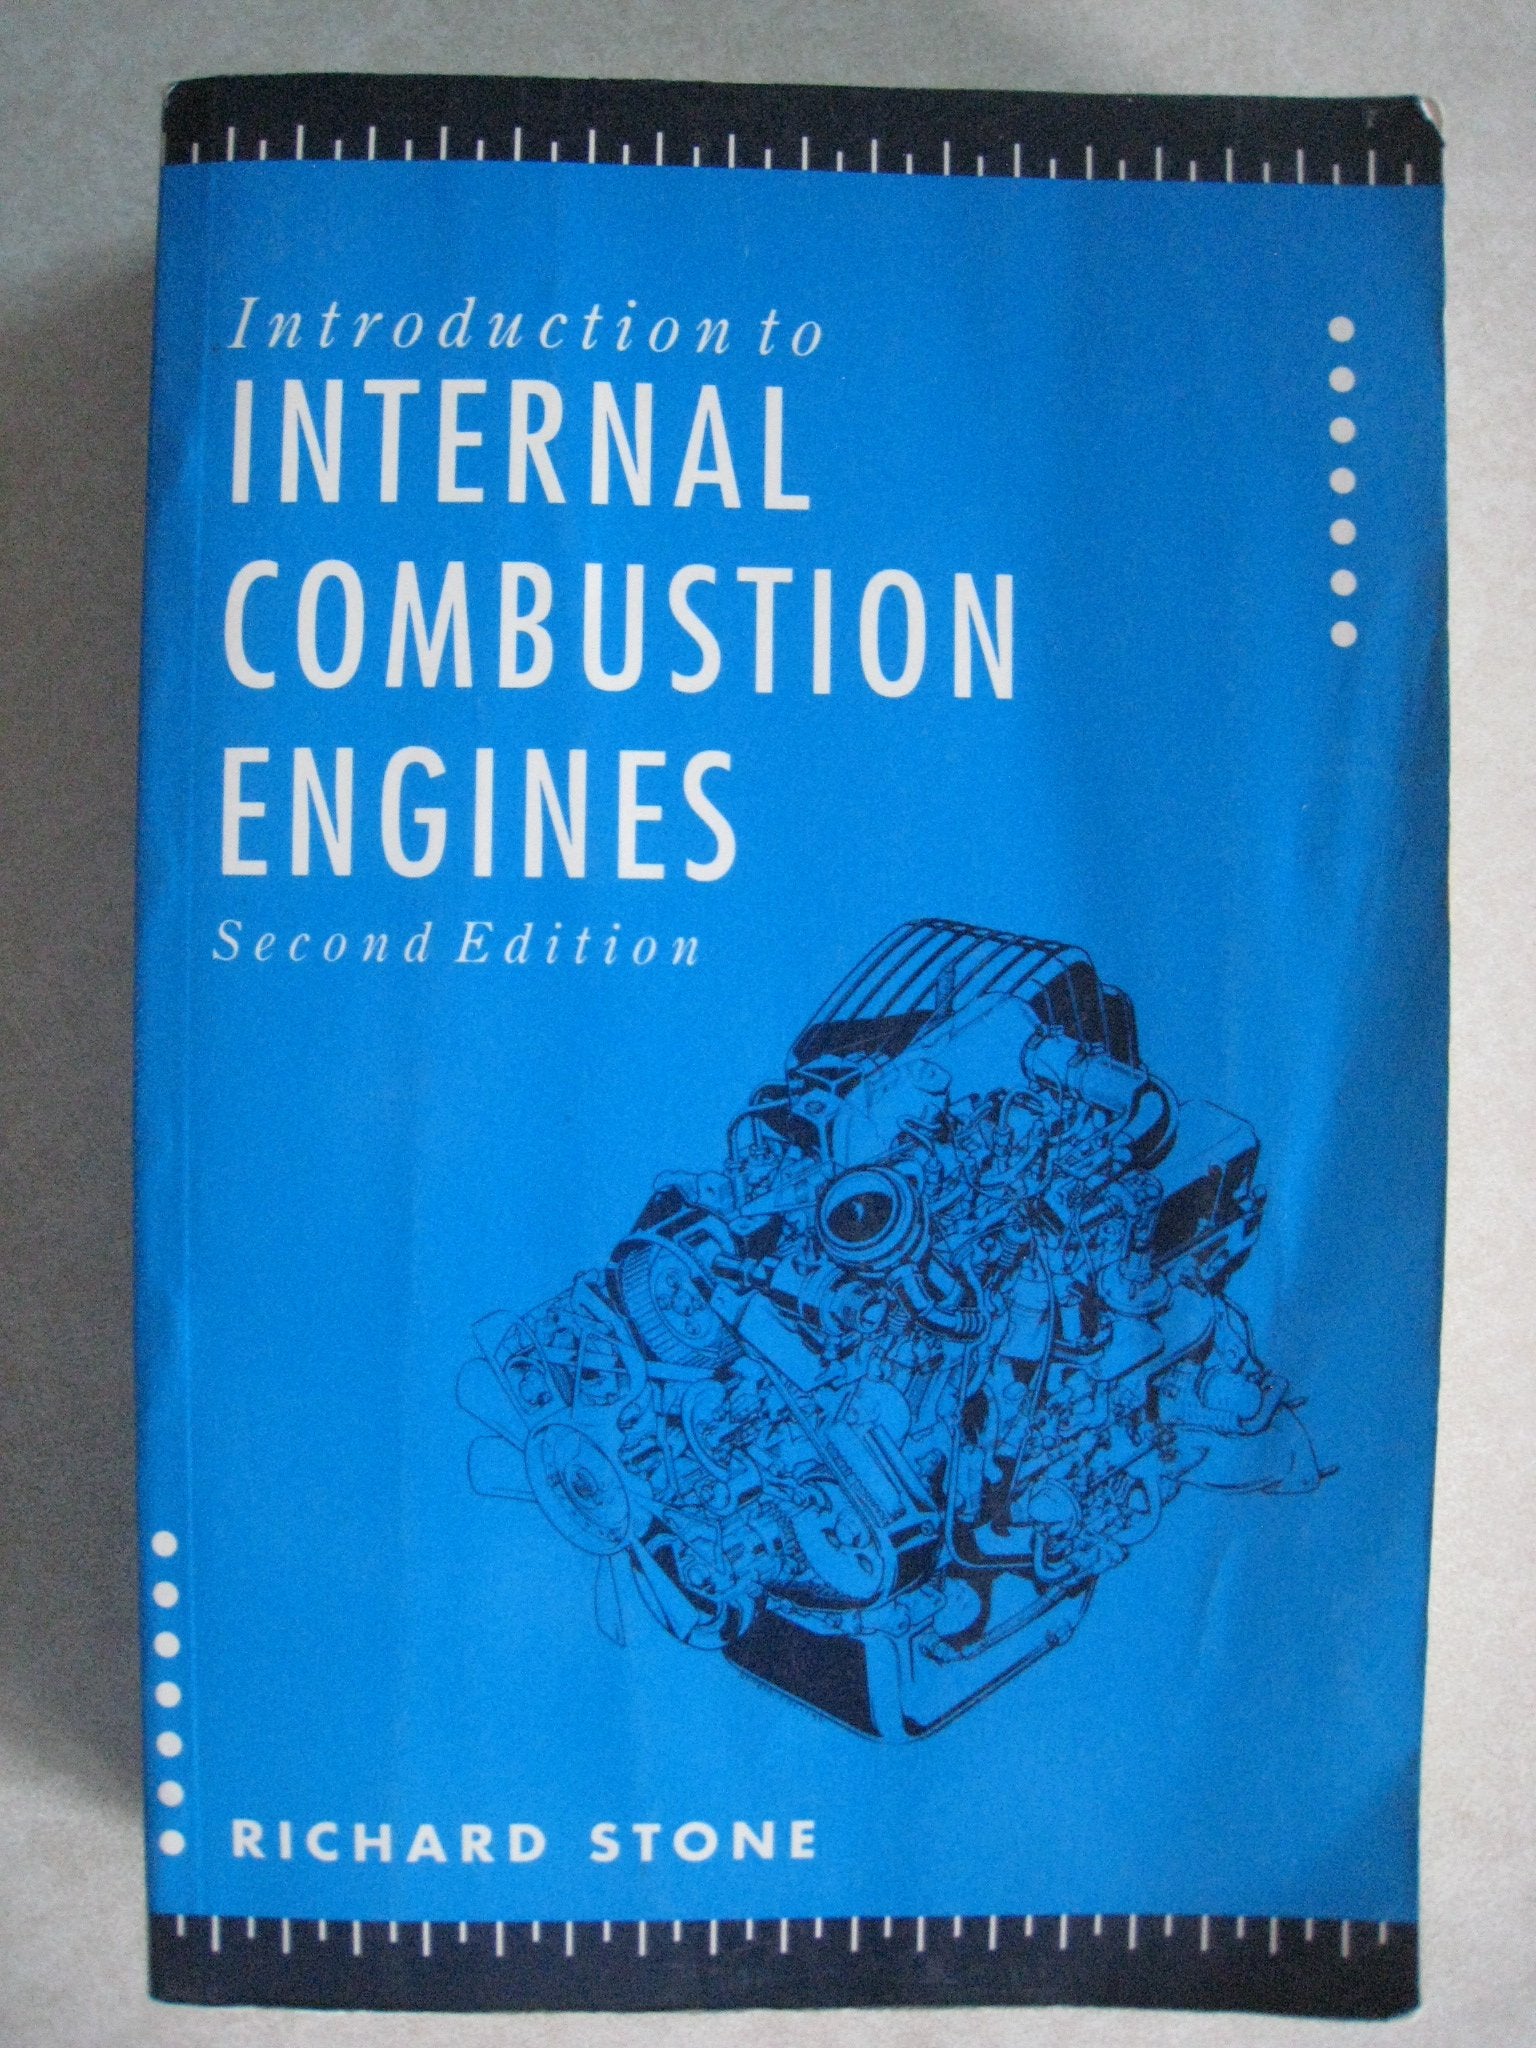 Introduction to
INTERNAL
COMBUSTION
ENGINES
Second Edition
RICHARD STONE